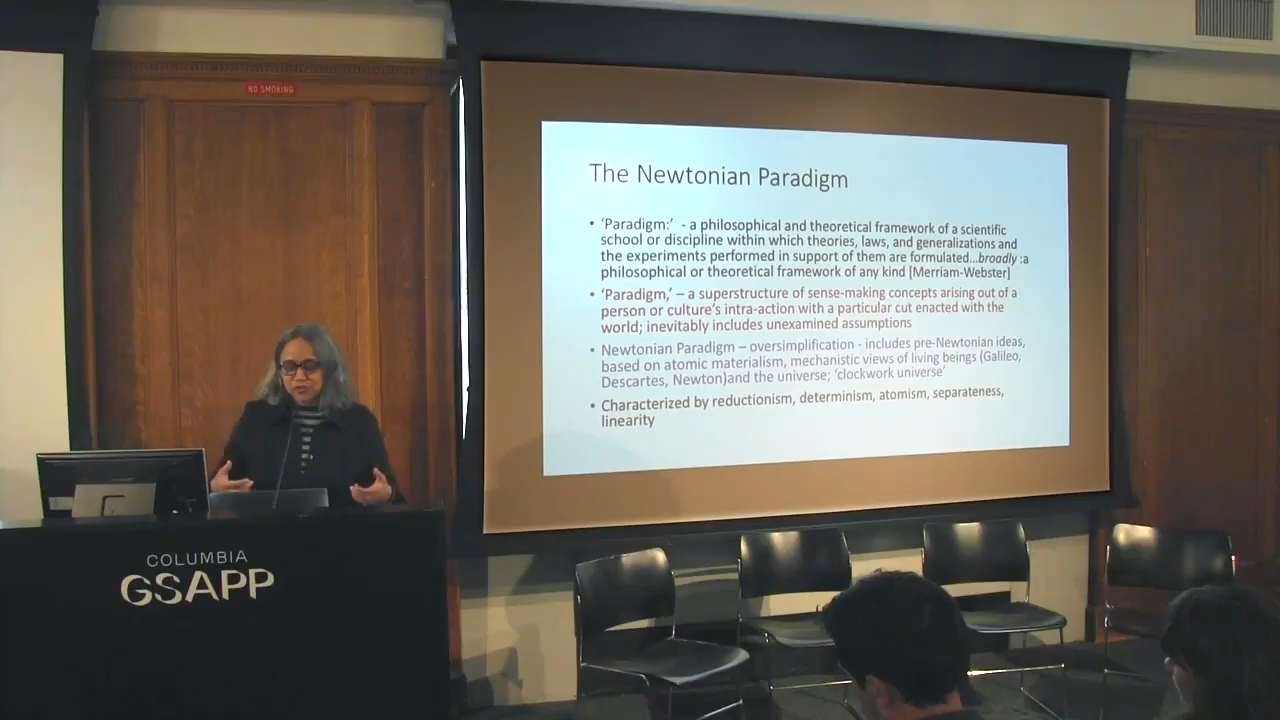 NO SMOKING
The Newtonian Paradigm
• ‘Paradigm:’ - a philosophical and theoretical framework of a scientific
school or discipline within which theories, laws, and generalizations and
the experiments performed in support of them are formulated...broadly :a
philosophical or theoretical framework of any kind [Merriam-Webster]
• ‘Paradigm,’ – a superstructure of sense-making concepts arising out of a
person or culture’s intra-action with a particular cut enacted with the
world; inevitably includes unexamined assumptions
• Newtonian Paradigm – oversimplification - includes pre-Newtonian ideas,
based on atomic materialism, mechanistic views of living beings (Galileo,
Descartes, Newton)and the universe; ‘clockwork universe’
• Characterized by reductionism, determinism, atomism, separateness,
linearity
COLUMBIA
GSAPP